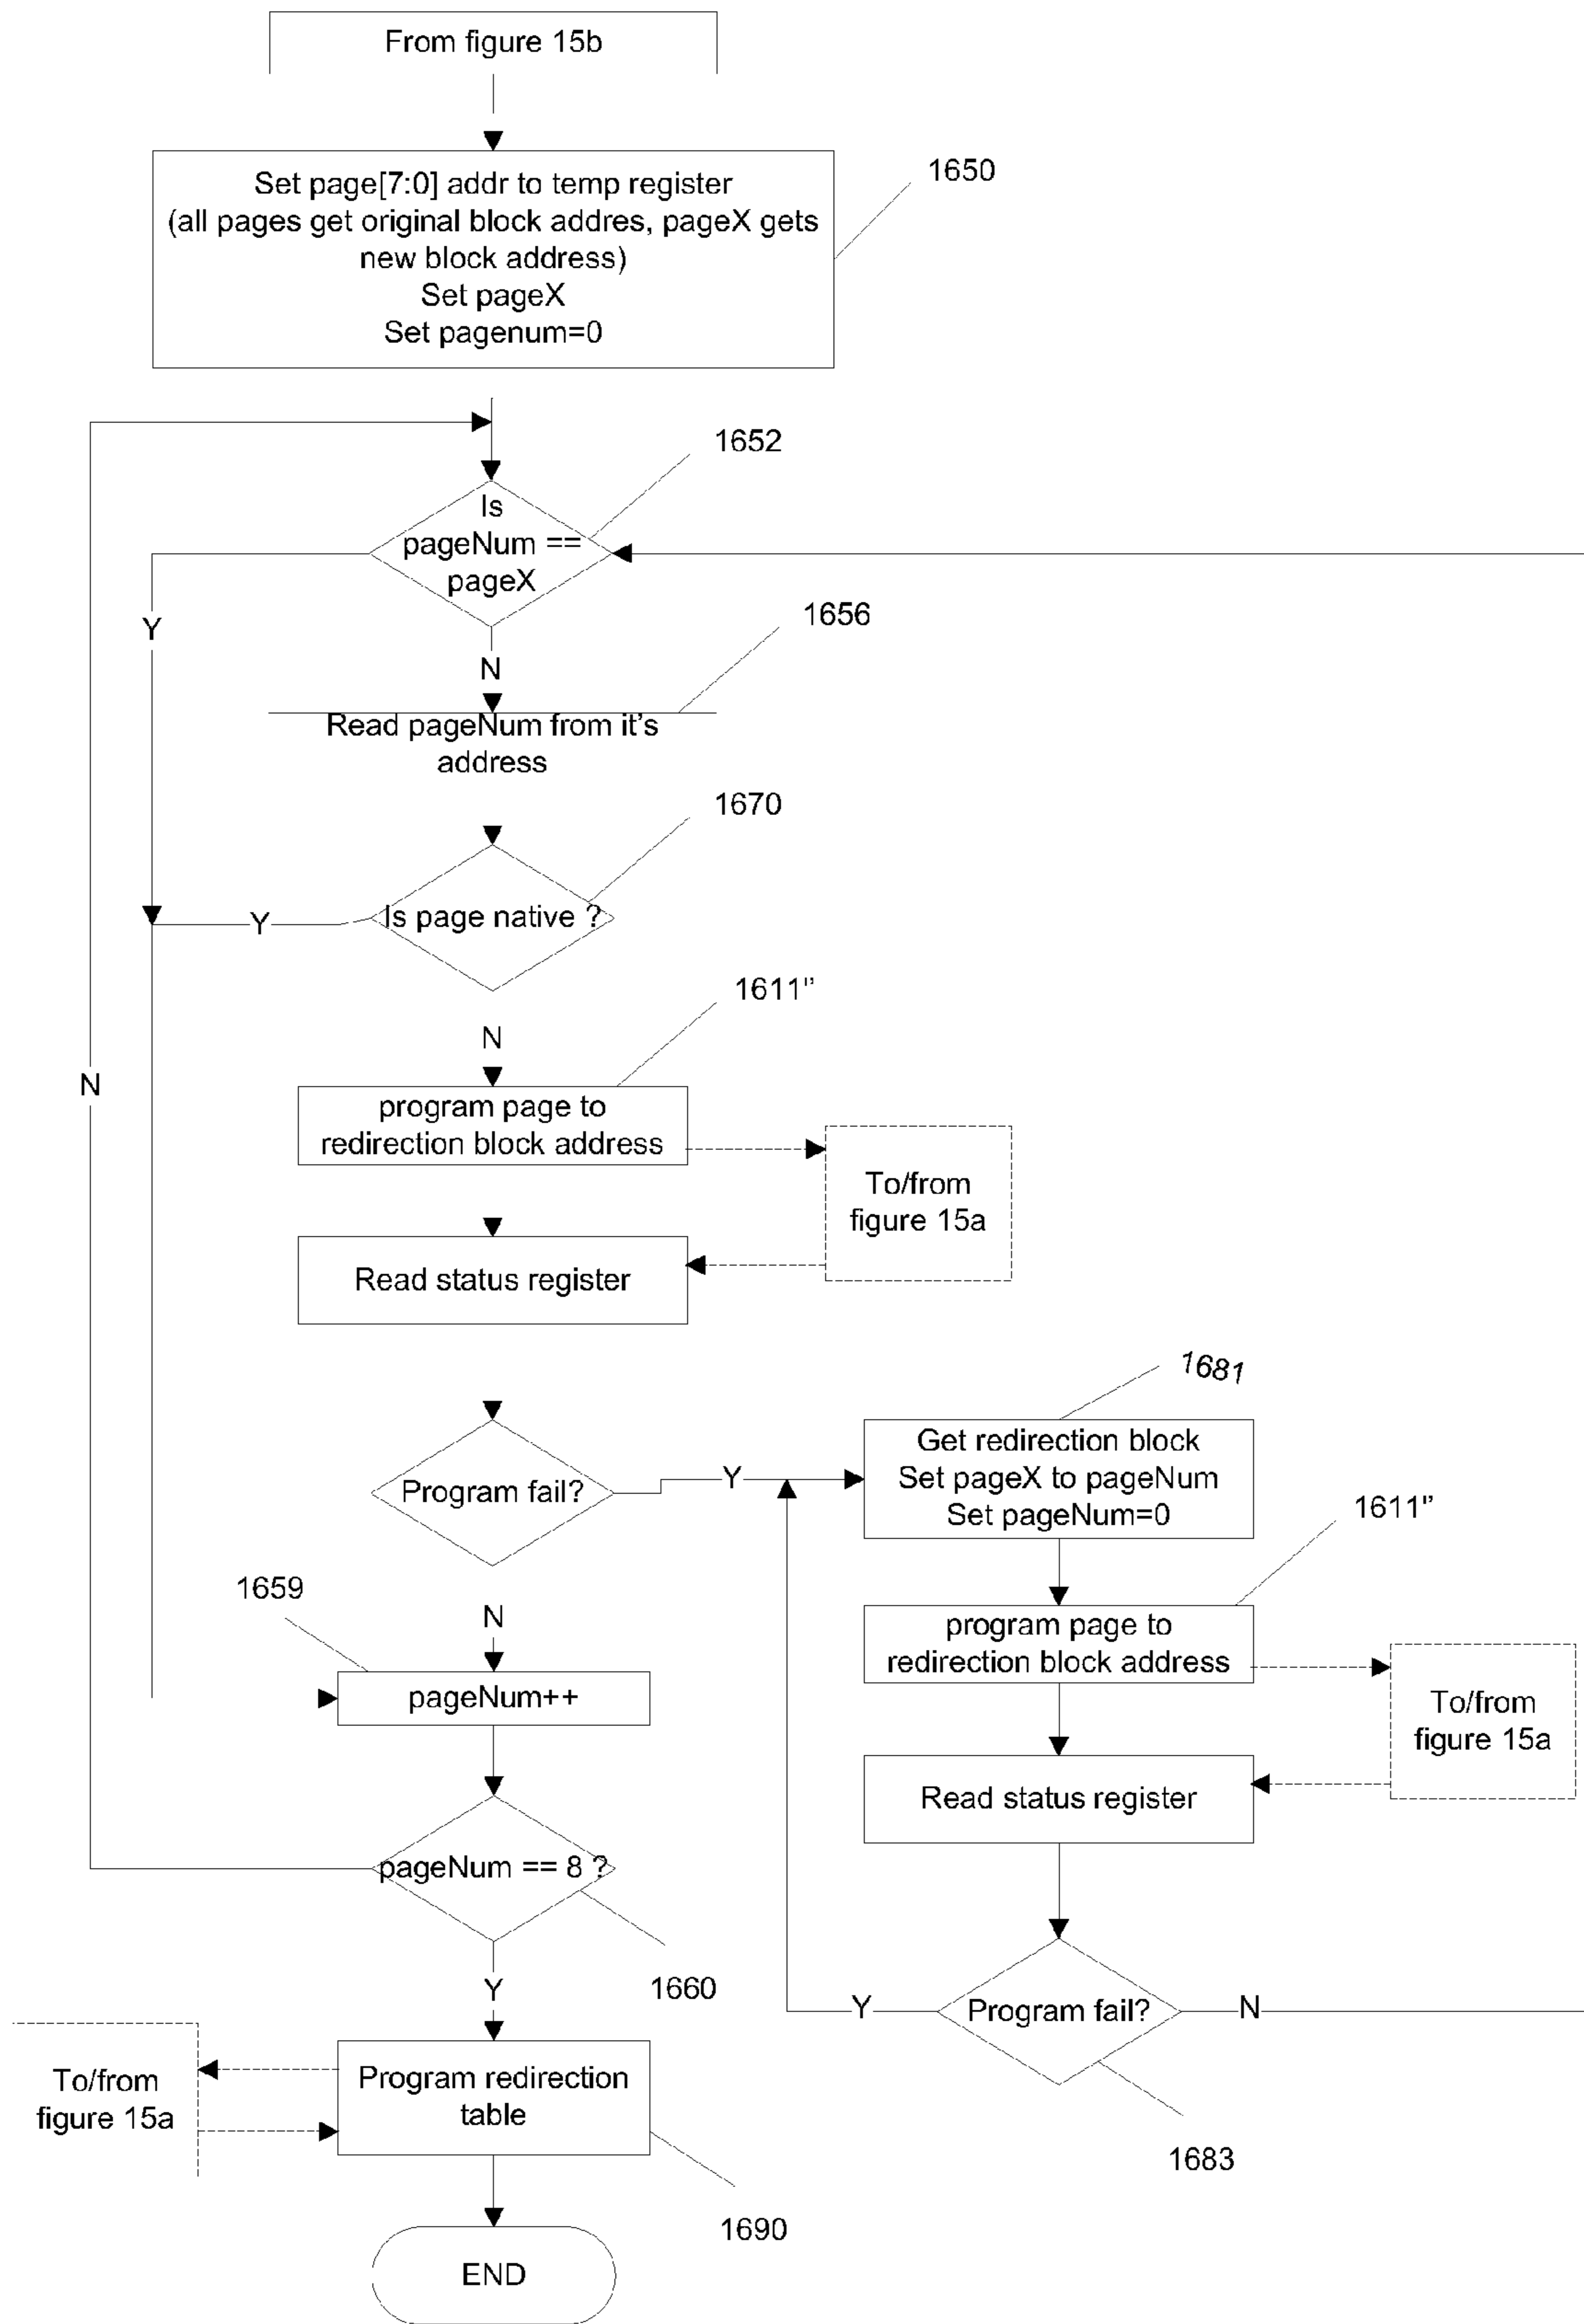 From figure 15b
Set page[7:0] addr to temp register
(all pages get original block addres, pageX gets
new block address)
Set pageX
Set pagenum=0
1650
1652
Is
pageNum ==
pageX
Y
1656
N
Read pageNum from it's
address
1670
Is page native ?
Y
1611"
N
N
program page to
redirection block address
To/from
figure 15a
Read status register
1681
Get redirection block
Set pageX to pageNum
Set pageNum=0
Program fail?
Y
1611"
1659
N
program page to
redirection block address
pageNum++
To/from
figure 15a
Read status register
pageNum == 8 ?
1660
Y
Y
Program fail?
N
To/from
figure 15a
Program redirection
table
1683
1690
END